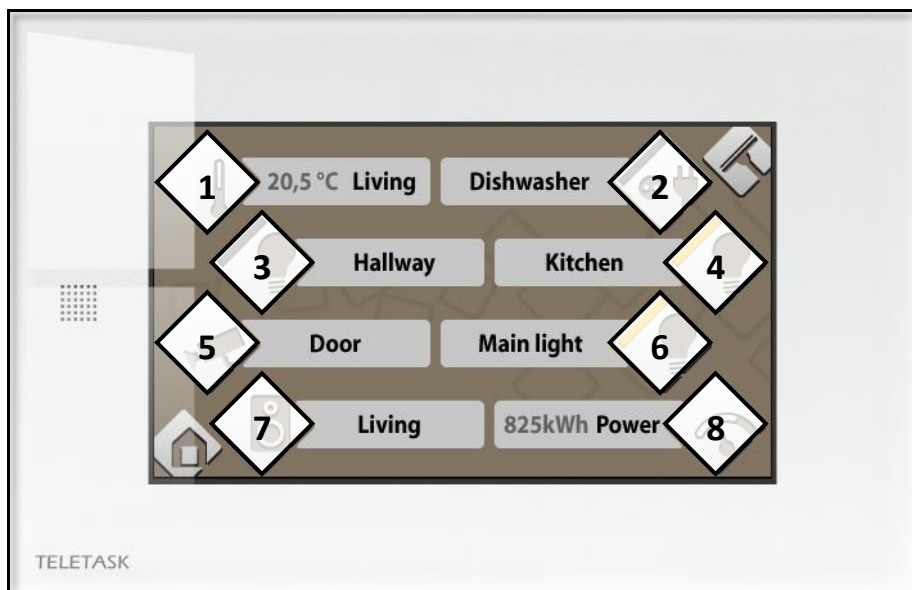 1 20,5 °C Living Dishwasher 2
3 Hallway Kitchen 4
5 Door Main light 6
7 Living 825kWh Power 8
TELETASK